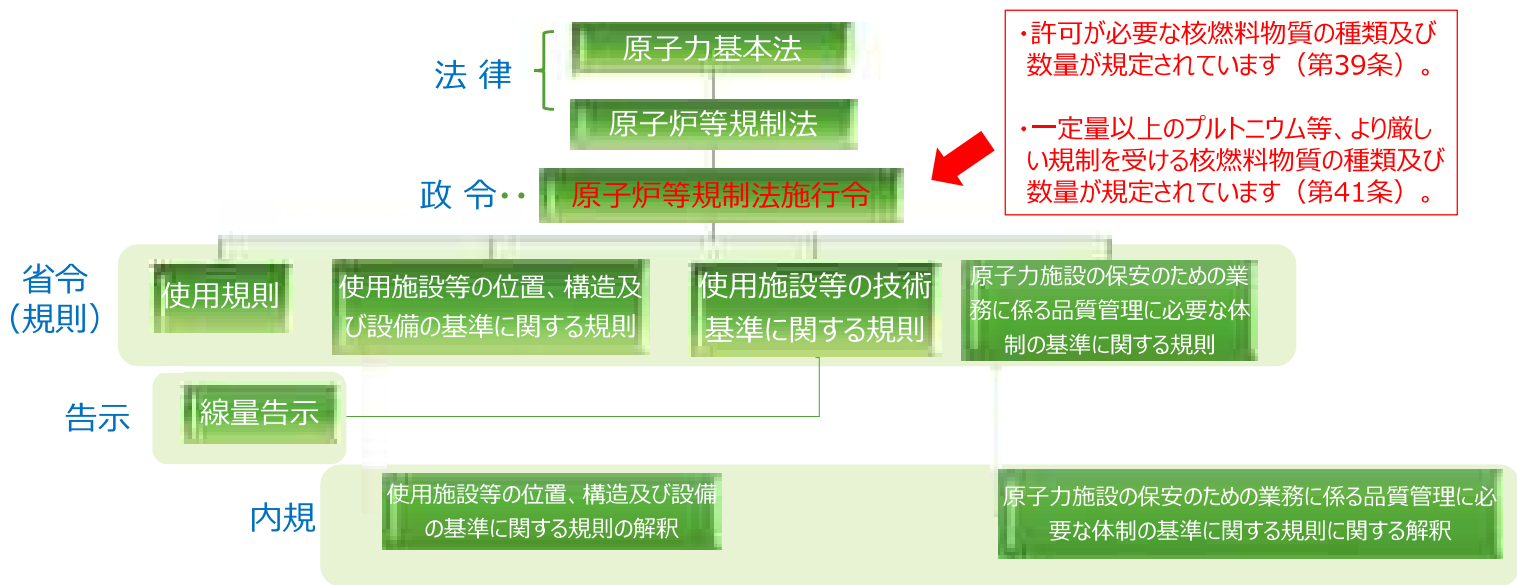 原子力基本法
法 律
原子炉等規制法
政 令‥
原子炉等規制法施行令
・許可が必要な核燃料物質の種類及び
数量が規定されています（第39条）。
・一定量以上のプルトニウム等、より厳し
い規制を受ける核燃料物質の種類及び
数量が規定されています（第41条）。
省令
（規則）
使用規則
使用施設等の位置、構造及
び設備の基準に関する規則
使用施設等の技術
基準に関する規則
原子力施設の保安のための業
務に係る品質管理に必要な体
制の基準に関する規則
告示
線量告示
内規
使用施設等の位置、構造及び設備
の基準に関する規則の解釈
原子力施設の保安のための業務に係る品質管理に必
要な体制の基準に関する規則に関する解釈